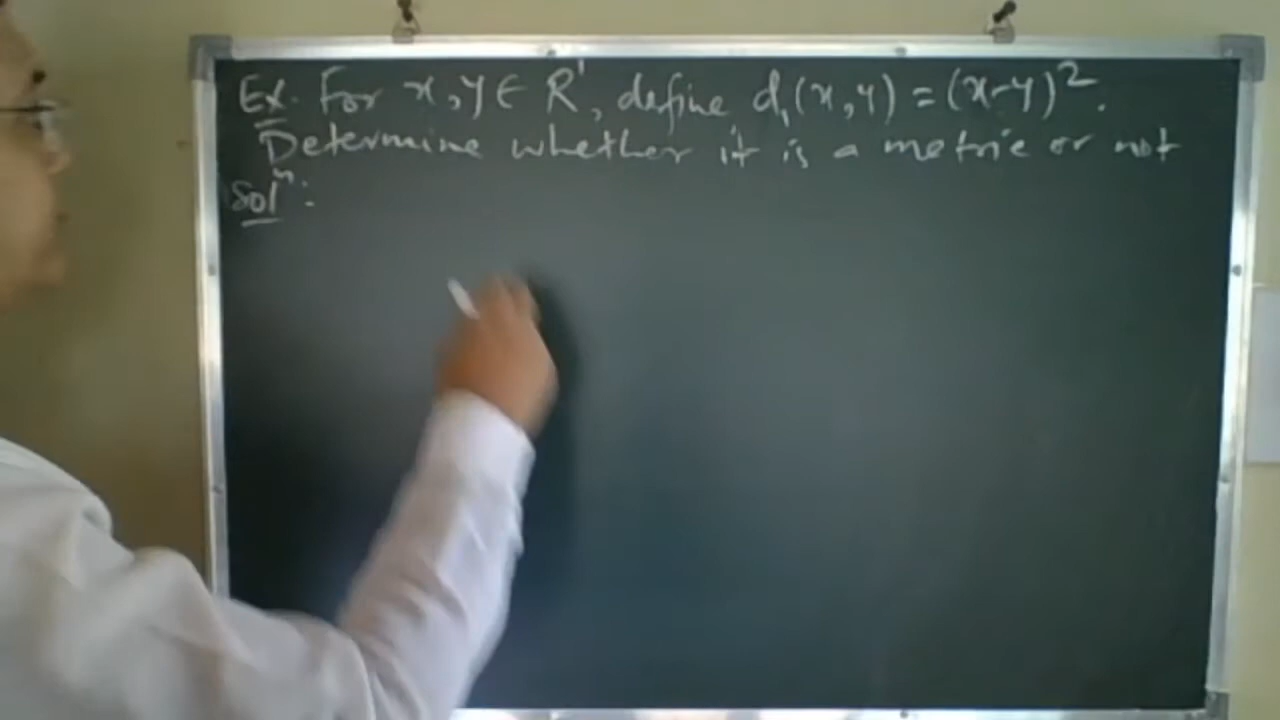 Ex. For x, y ∈ R¹, define d₁(x, y) = (x-y)².
Determine whether it is a metric or not
Solⁿ: